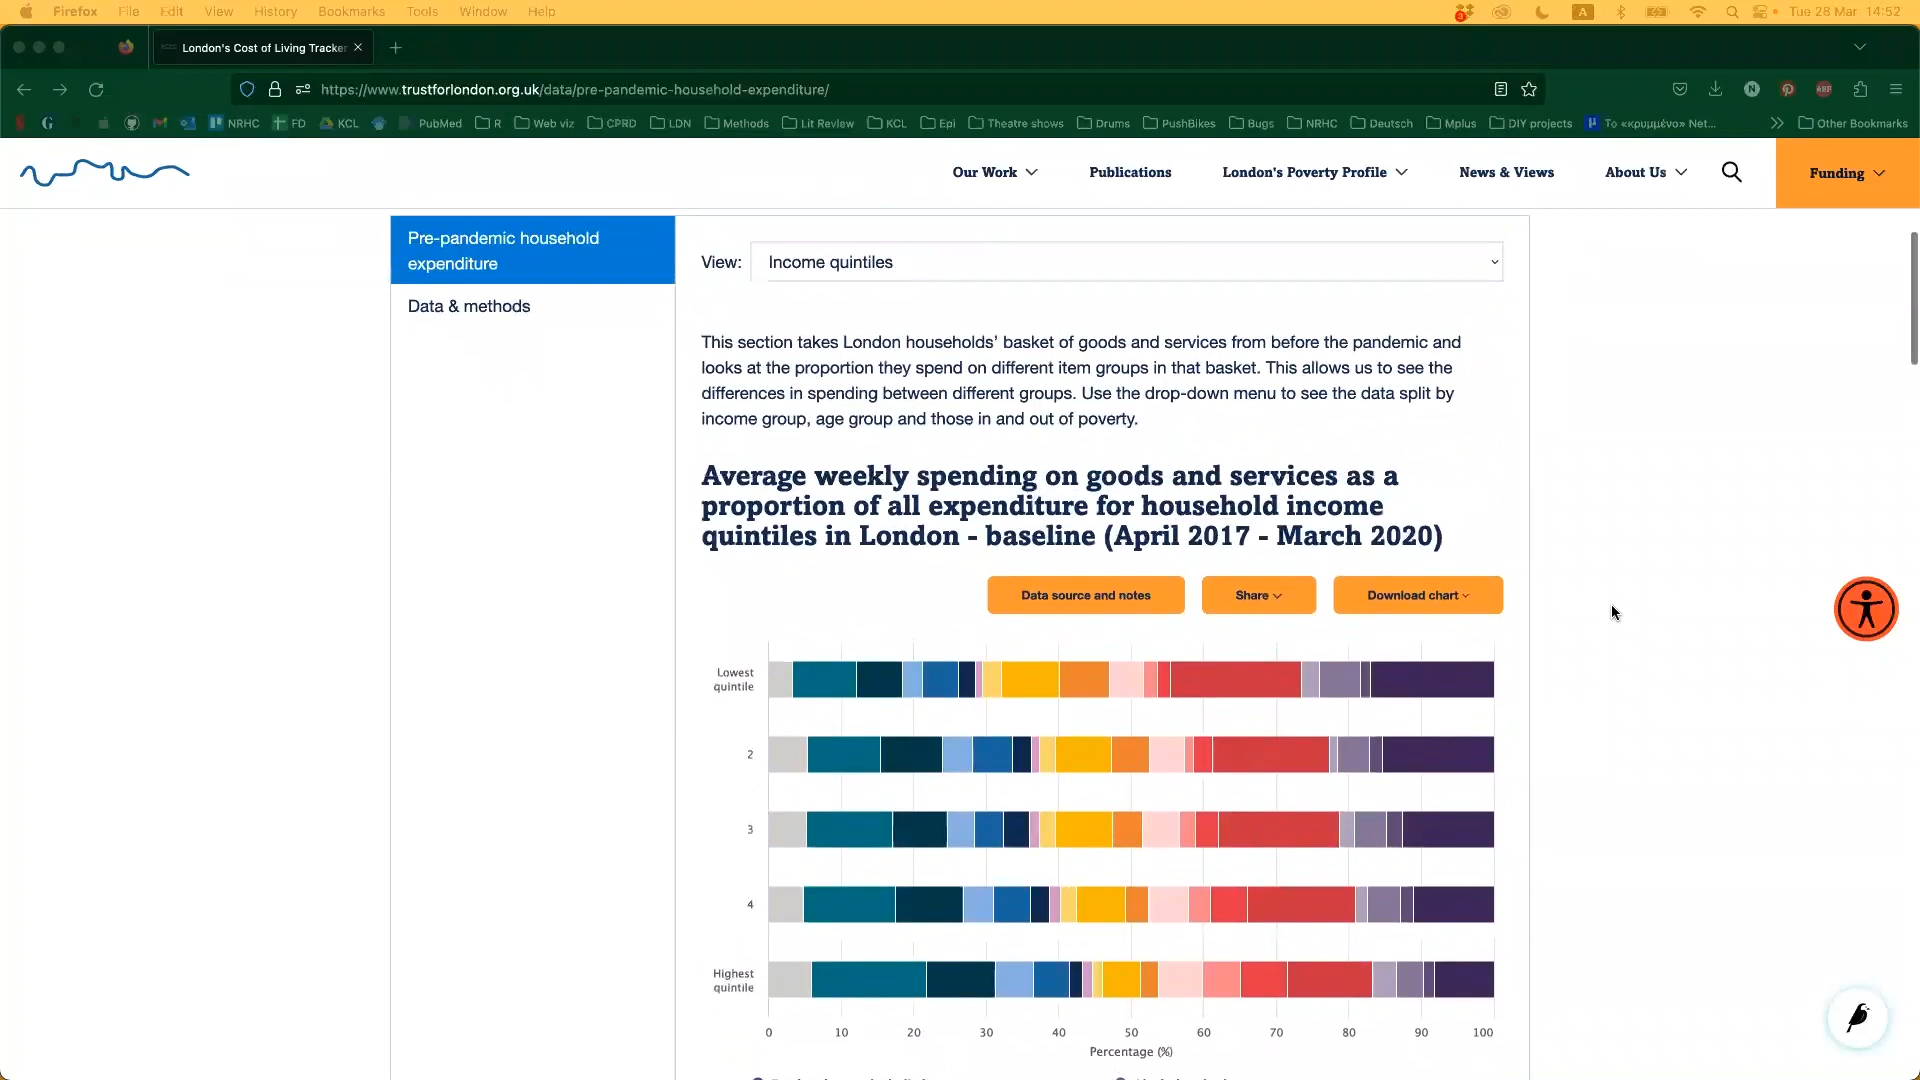 Firefox File Edit View History Bookmarks Tools Window Help
3 A Tue 28 Mar 14:52
London's Cost of Living Tracker
https://www.trustforlondon.org.uk/data/pre-pandemic-household-expenditure/
N ABP
G NRHC FD KCL PubMed R Web viz CPRD LDN Methods Lit Review KCL Epi Theatre shows Drums PushBikes Bugs NRHC Deutsch Mplus DIY projects μ Το «κρυμμένο» Net... Other Bookmarks
Our Work Publications London's Poverty Profile News & Views About Us Funding
Pre-pandemic household
expenditure
Data & methods
View: Income quintiles
This section takes London households’ basket of goods and services from before the pandemic and
looks at the proportion they spend on different item groups in that basket. This allows us to see the
differences in spending between different groups. Use the drop-down menu to see the data split by
income group, age group and those in and out of poverty.
Average weekly spending on goods and services as a
proportion of all expenditure for household income
quintiles in London - baseline (April 2017 - March 2020)
Data source and notes Share Download chart
Lowest
quintile
2
3
4
Highest
quintile
0 10 20 30 40 50 60 70 80 90 100
Percentage (%)